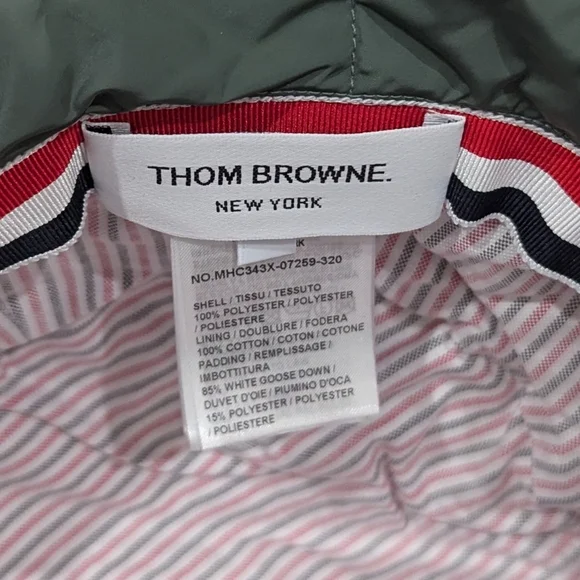 THOM BROWNE.
NEW YORK
NO.MHC343X-07259-320
SHELL / TISSU / TESSUTO
100% POLYESTER / POLYESTER
/ POLIESTERE
LINING / DOUBLURE / FODERA
100% COTTON / COTON / COTONE
PADDING / REMPLISSAGE /
IMBOTTITURA
85% WHITE GOOSE DOWN /
DUVET D'OIE / PIUMINO D'OCA
15% POLYESTER / POLYESTER
/ POLIESTERE